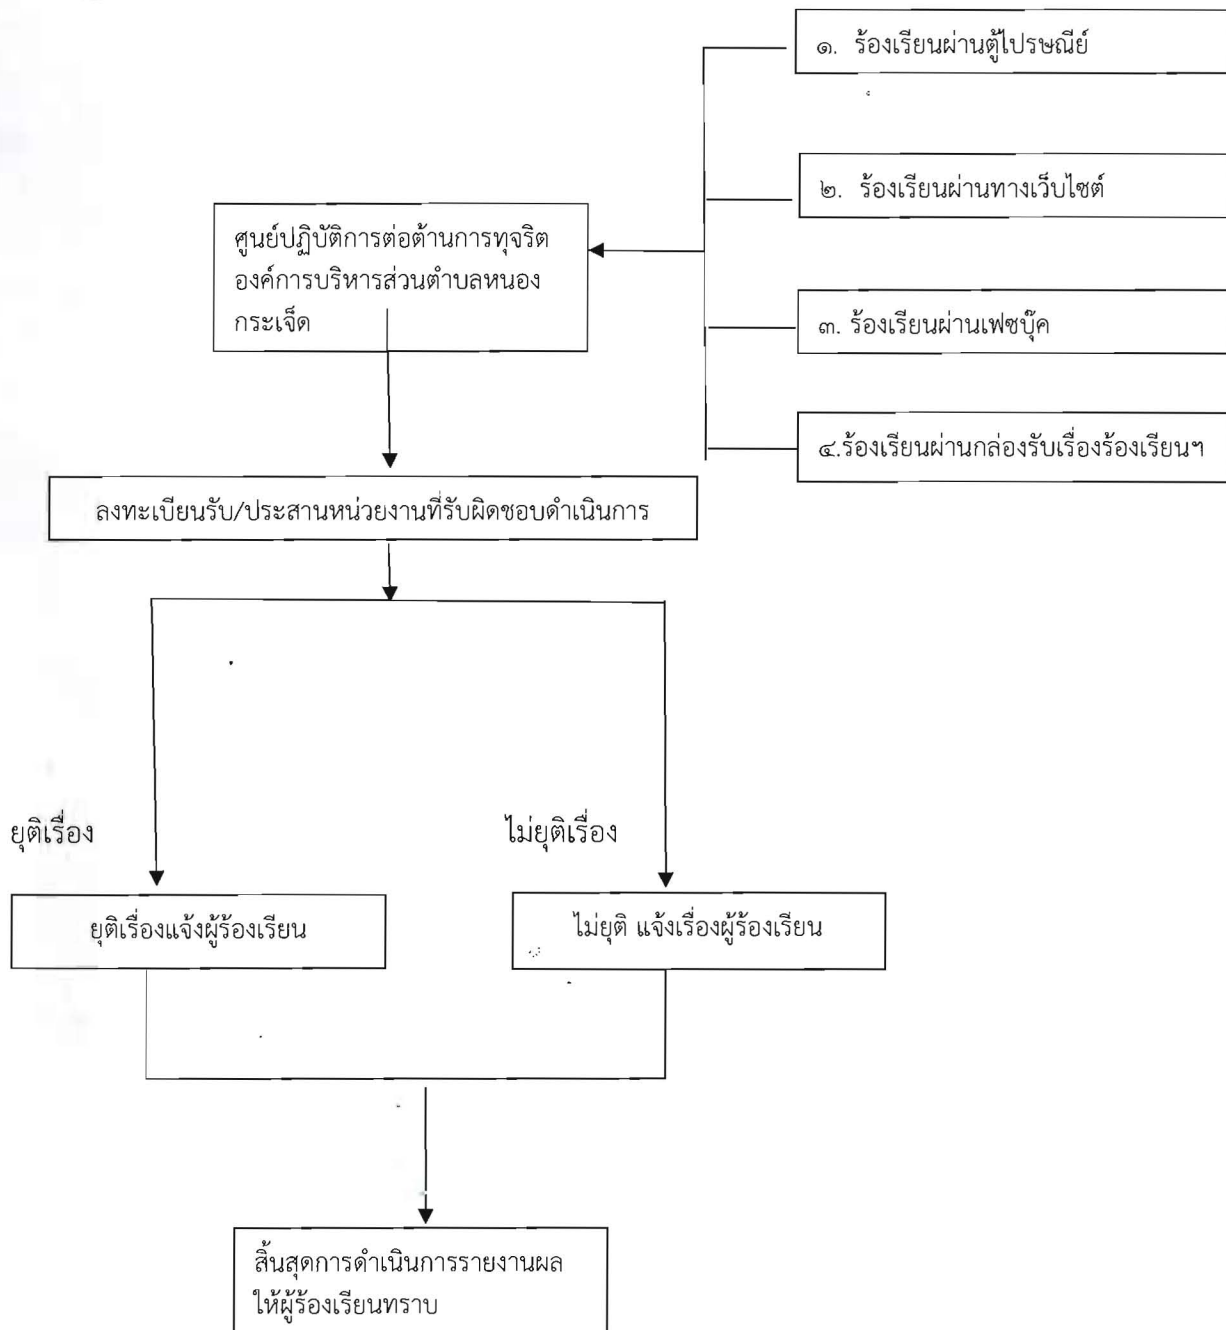 ๑. ร้องเรียนผ่านตู้ไปรษณีย์
๒. ร้องเรียนผ่านทางเว็บไซต์
ศูนย์ปฏิบัติการต่อต้านการทุจริต
องค์การบริหารส่วนตำบลหนอง
กระเจ็ด
๓. ร้องเรียนผ่านเฟซบุ๊ค
๔.ร้องเรียนผ่านกล่องรับเรื่องร้องเรียนฯ
ลงทะเบียนรับ/ประสานหน่วยงานที่รับผิดชอบดำเนินการ
ยุติเรื่อง
ไม่ยุติเรื่อง
ยุติเรื่องแจ้งผู้ร้องเรียน
ไม่ยุติ แจ้งเรื่องผู้ร้องเรียน
สิ้นสุดการดำเนินการรายงานผล
ให้ผู้ร้องเรียนทราบ